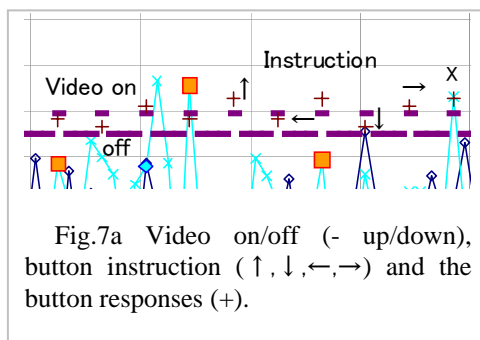 Instruction
Video on ↑ → X
← ↓
off
Fig.7a Video on/off (- up/down),
button instruction (↑,↓,←,→) and the
button responses (+).